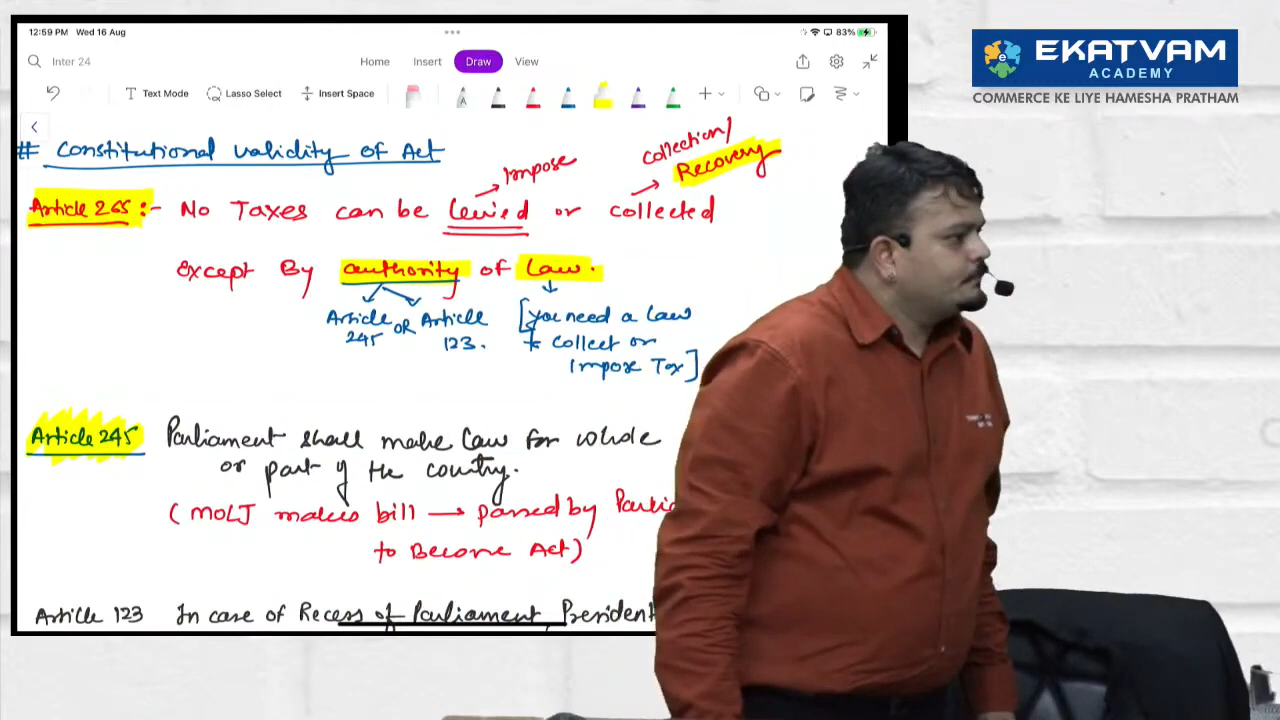 12:59 PM Wed 16 Aug
83%
EKATVAM
ACADEMY
COMMERCE KE LIYE HAMESHA PRATHAM
Inter 24
Home Insert Draw View
Text Mode Lasso Select Insert Space
# Constitutional validity of Act
Impose
Collection/
Recovery
Article 265 :- No Taxes can be levied or collected
Except By authority of Law.
Article 245 OR Article 123.
[you need a Law
to collect or
Impose Tax]
Article 245 Parliament shall make law for whole
or part of the country.
(MOLJ makes bill → passed by Parli
to Become Act)
Article 123 In case of Recess of Parliament, President